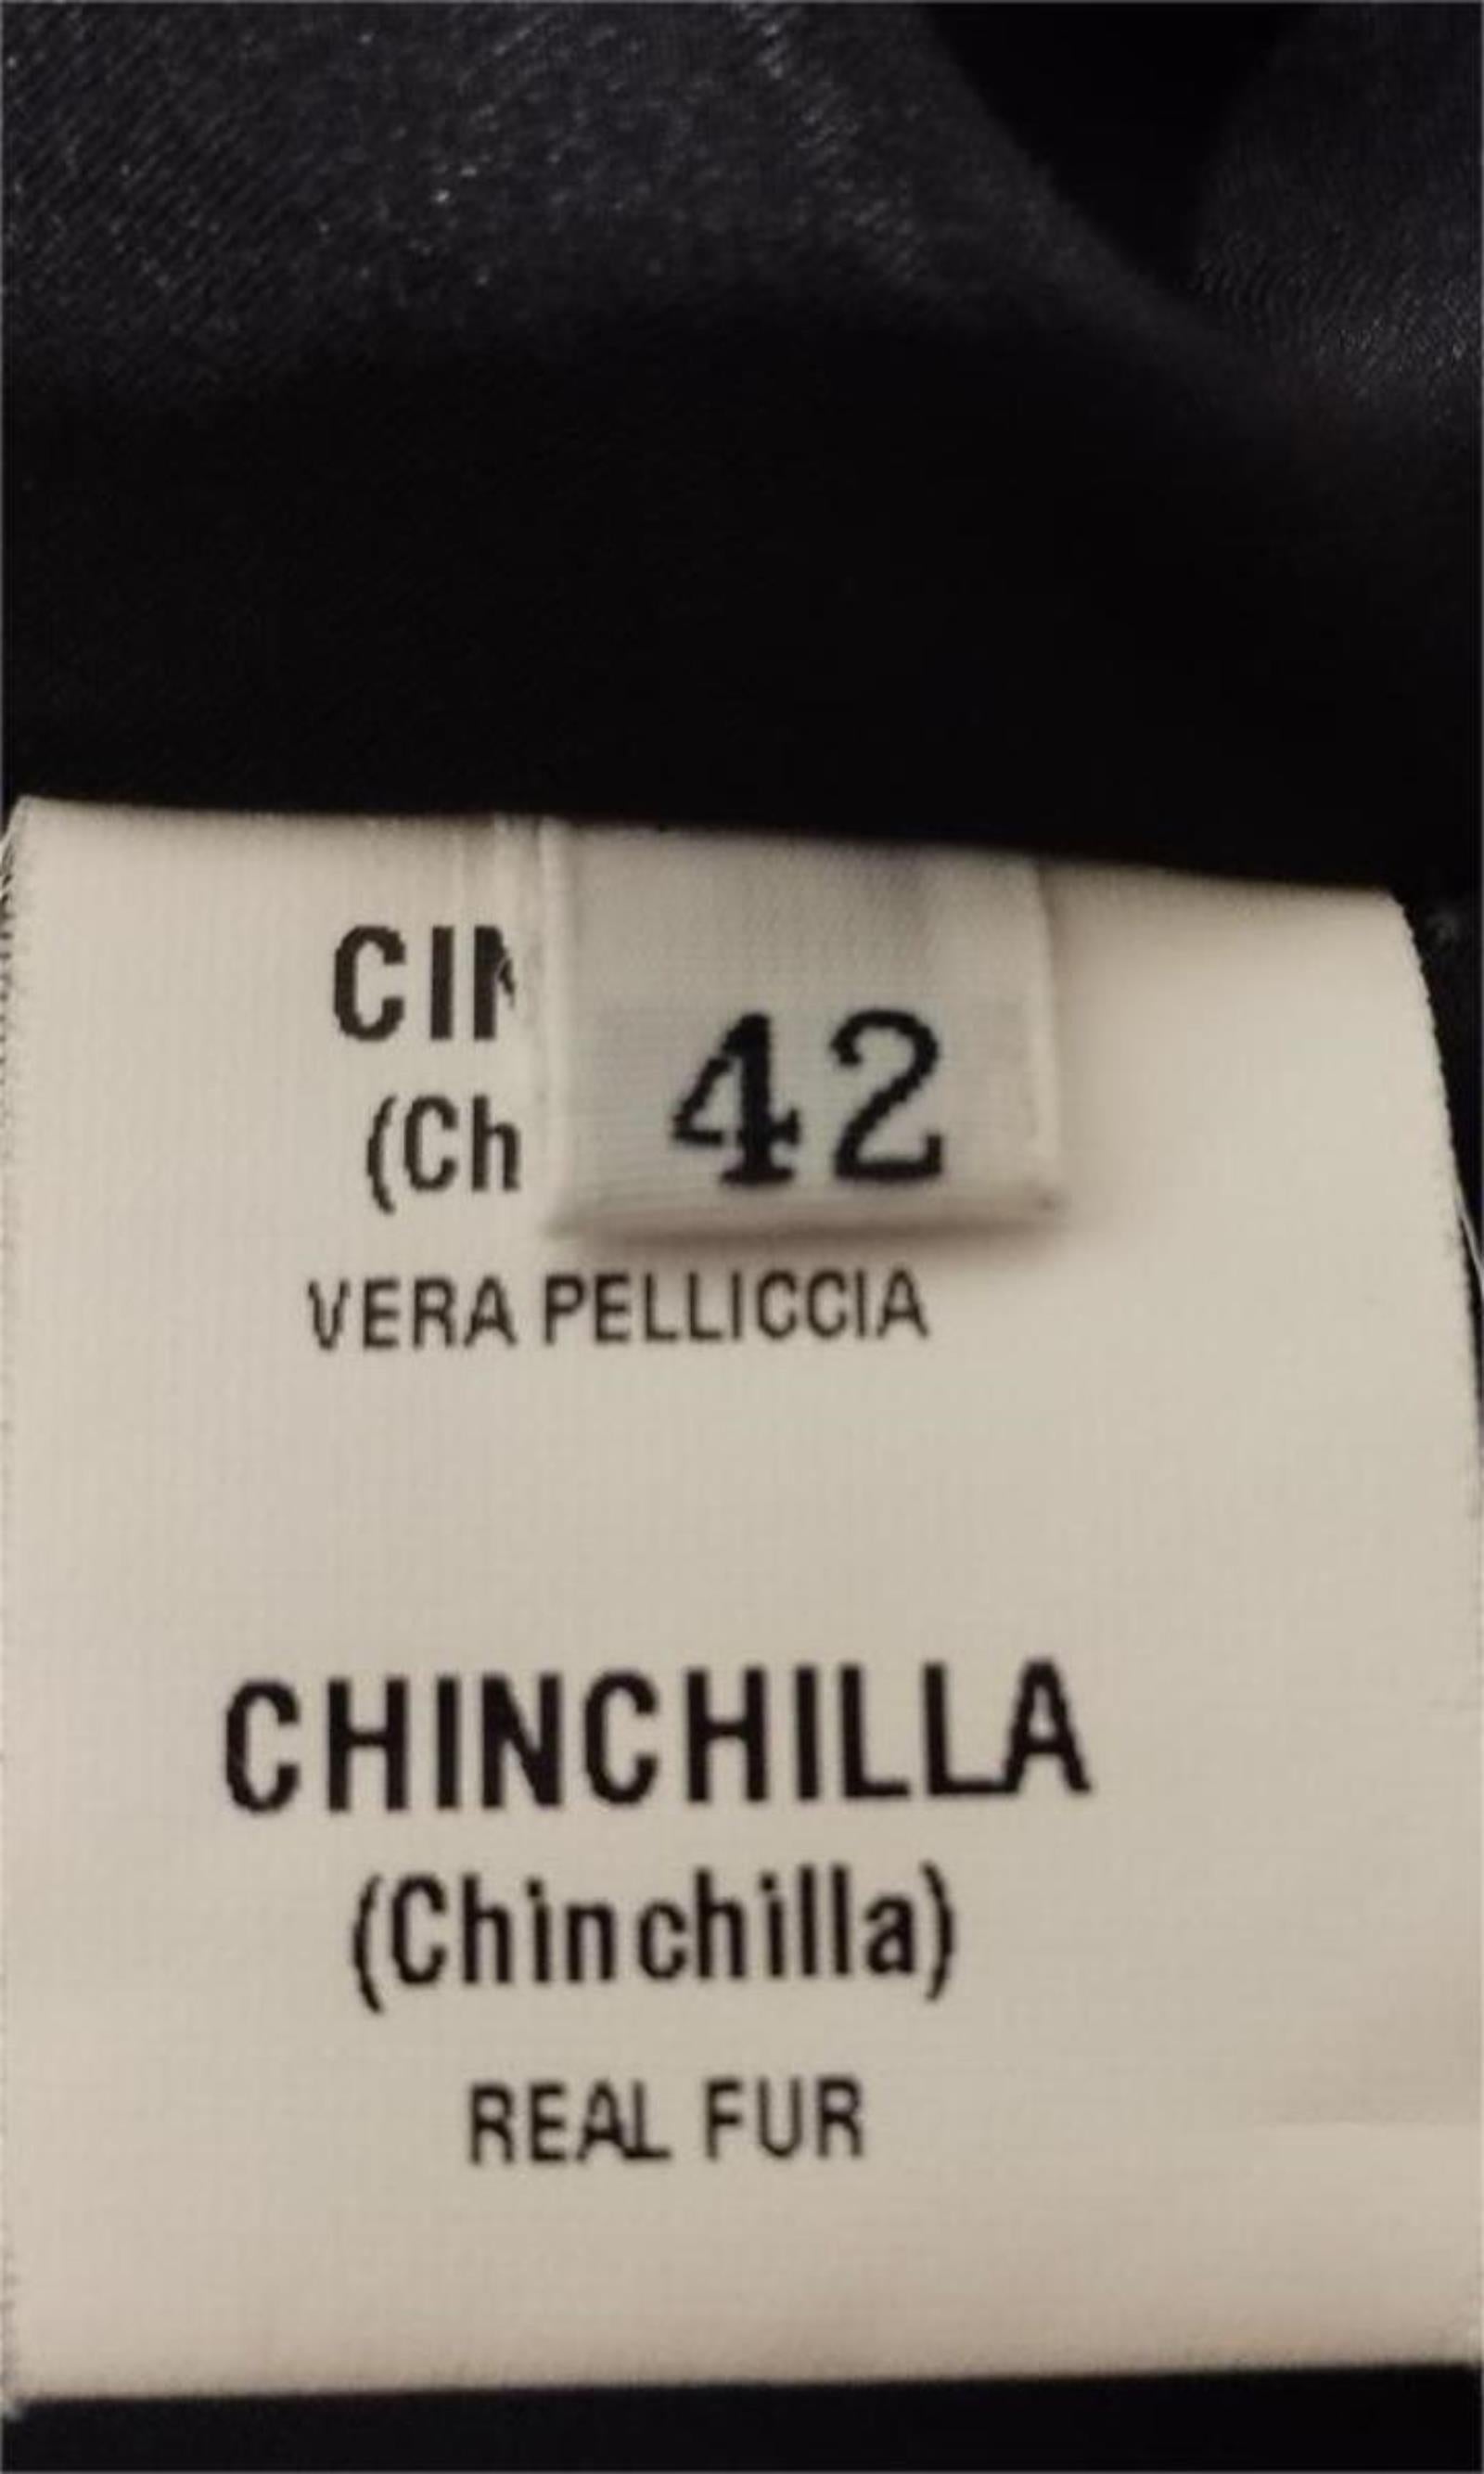 42
VERA PELLICCIA
CHINCHILLA
(Chinchilla)
REAL FUR